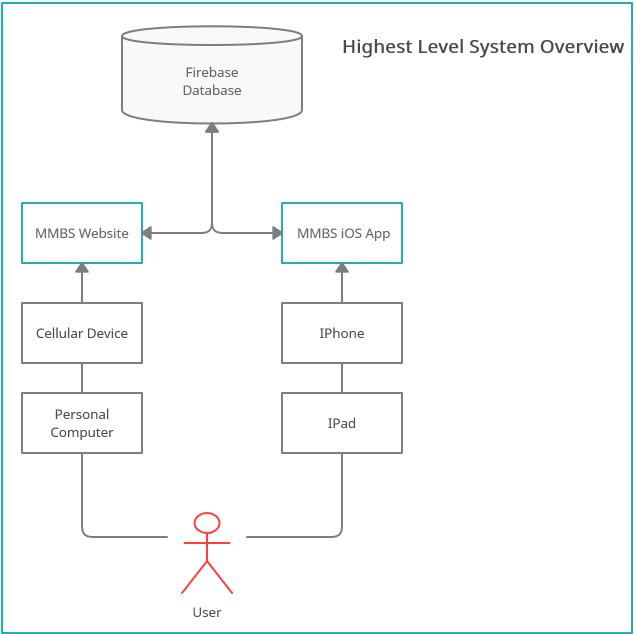 Highest Level System Overview
Firebase
Database
MMBS Website
MMBS iOS App
Cellular Device
IPhone
Personal
Computer
IPad
User